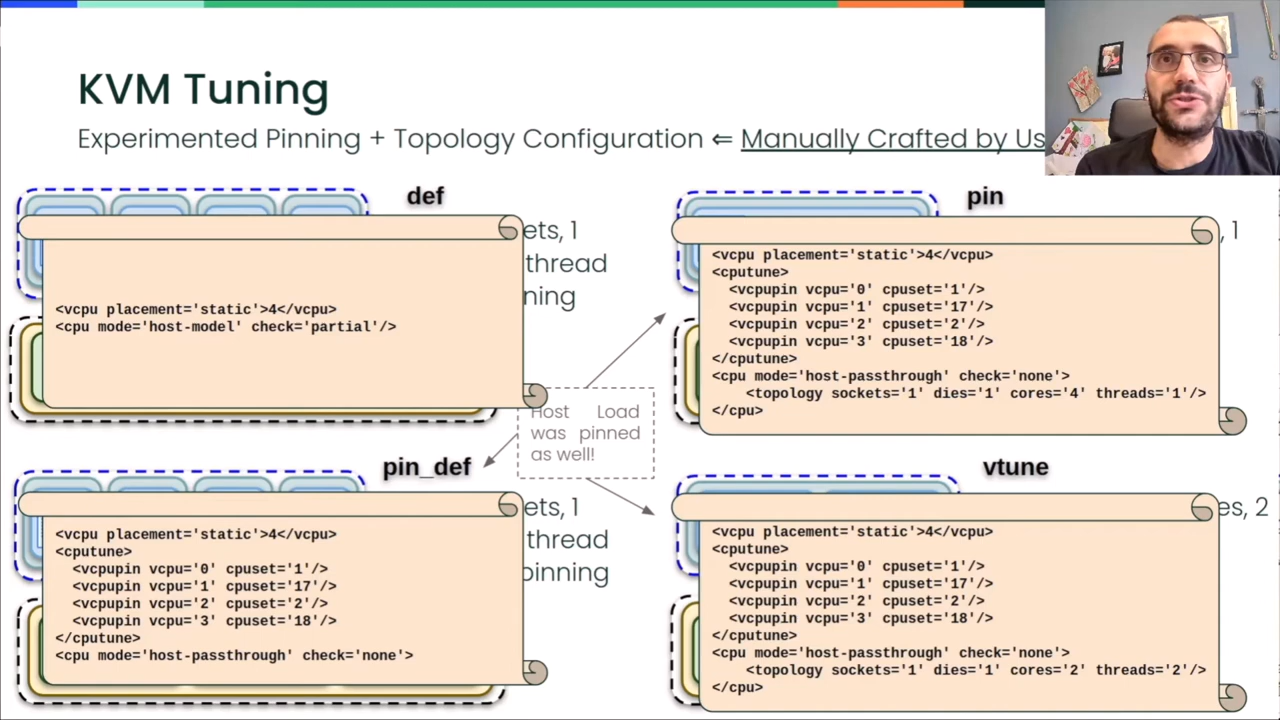 KVM Tuning
Experimented Pinning + Topology Configuration ⇐ Manually Crafted by Us
def
ets, 1
thread
ning
<vcpu placement='static'>4</vcpu>
<cpu mode='host-model' check='partial'/>
pin
, 1
<vcpu placement='static'>4</vcpu>
<cputune>
<vcpupin vcpu='0' cpuset='1'/>
<vcpupin vcpu='1' cpuset='17'/>
<vcpupin vcpu='2' cpuset='2'/>
<vcpupin vcpu='3' cpuset='18'/>
</cputune>
<cpu mode='host-passthrough' check='none'>
<topology sockets='1' dies='1' cores='4' threads='1'/>
</cpu>
Host Load
was pinned
as well!
pin_def
ets, 1
thread
pinning
<vcpu placement='static'>4</vcpu>
<cputune>
<vcpupin vcpu='0' cpuset='1'/>
<vcpupin vcpu='1' cpuset='17'/>
<vcpupin vcpu='2' cpuset='2'/>
<vcpupin vcpu='3' cpuset='18'/>
</cputune>
<cpu mode='host-passthrough' check='none'>
vtune
es, 2
<vcpu placement='static'>4</vcpu>
<cputune>
<vcpupin vcpu='0' cpuset='1'/>
<vcpupin vcpu='1' cpuset='17'/>
<vcpupin vcpu='2' cpuset='2'/>
<vcpupin vcpu='3' cpuset='18'/>
</cputune>
<cpu mode='host-passthrough' check='none'>
<topology sockets='1' dies='1' cores='2' threads='2'/>
</cpu>